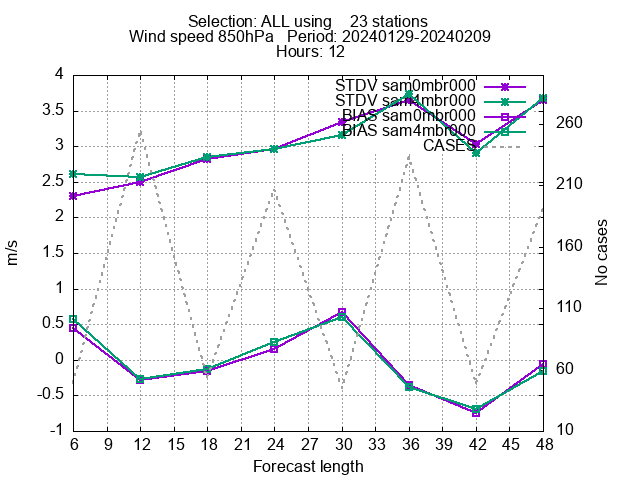 Selection: ALL using    23 stations
Wind speed 850hPa   Period: 20240129-20240209
Hours: 12
STDV sam0mbr000
STDV sam4mbr000
BIAS sam0mbr000
BIAS sam4mbr000
CASES
4
3.5
3
2.5
2
1.5
1
0.5
0
-0.5
-1
m/s
260
210
160
110
60
10
No cases
6 9 12 15 18 21 24 27 30 33 36 39 42 45 48
Forecast length